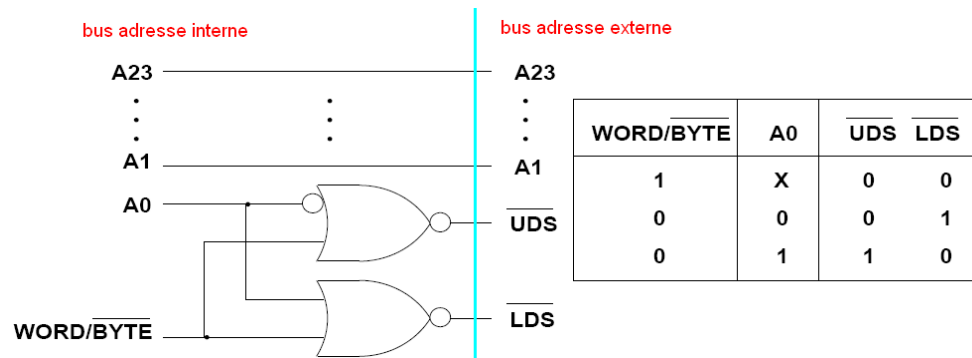 bus adresse interne
bus adresse externe
A23
A23
A1
A1
A0
UDS
WORD/BYTE
LDS
WORD/BYTE A0 UDS LDS
1 X 0 0
0 0 0 1
0 1 1 0